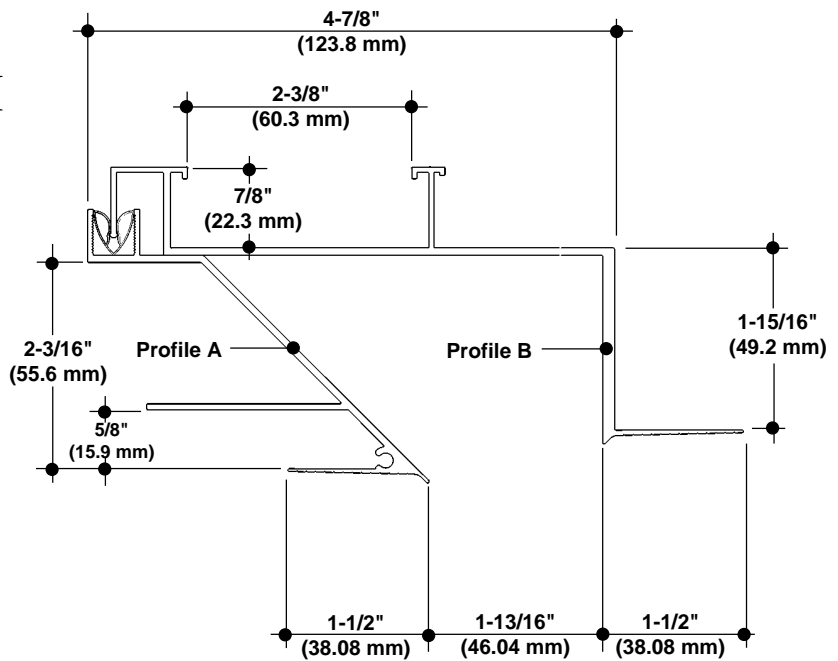 4-7/8"
(123.8 mm)
2-3/8"
(60.3 mm)
7/8"
(22.3 mm)
2-3/16"
(55.6 mm)
Profile A
Profile B
1-15/16"
(49.2 mm)
5/8"
(15.9 mm)
1-1/2"
(38.08 mm)
1-13/16"
(46.04 mm)
1-1/2"
(38.08 mm)